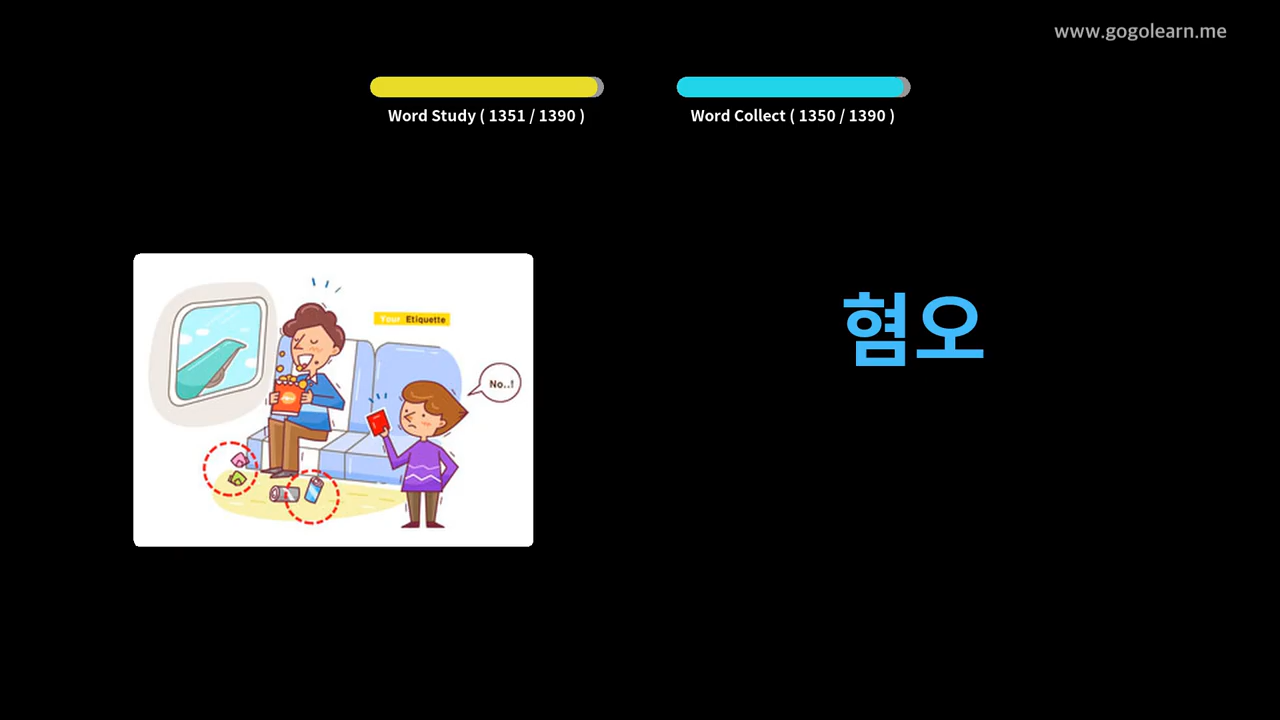 www.gogolearn.me
Word Study ( 1351 / 1390 )
Word Collect ( 1350 / 1390 )
Your Etiquette
No..!
혐오